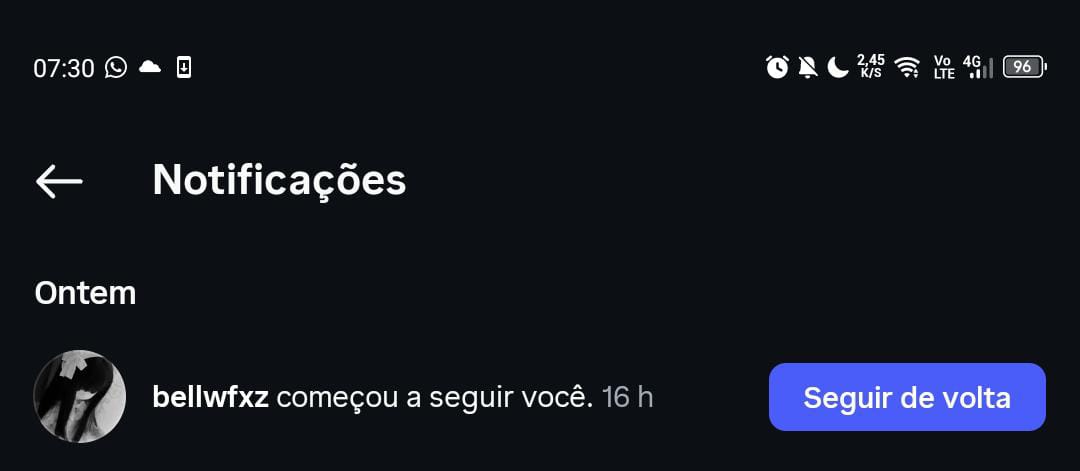 07:30 2,45 K/S Vo LTE 4G 96
Notificações
Ontem
bellwfxz começou a seguir você. 16 h Seguir de volta